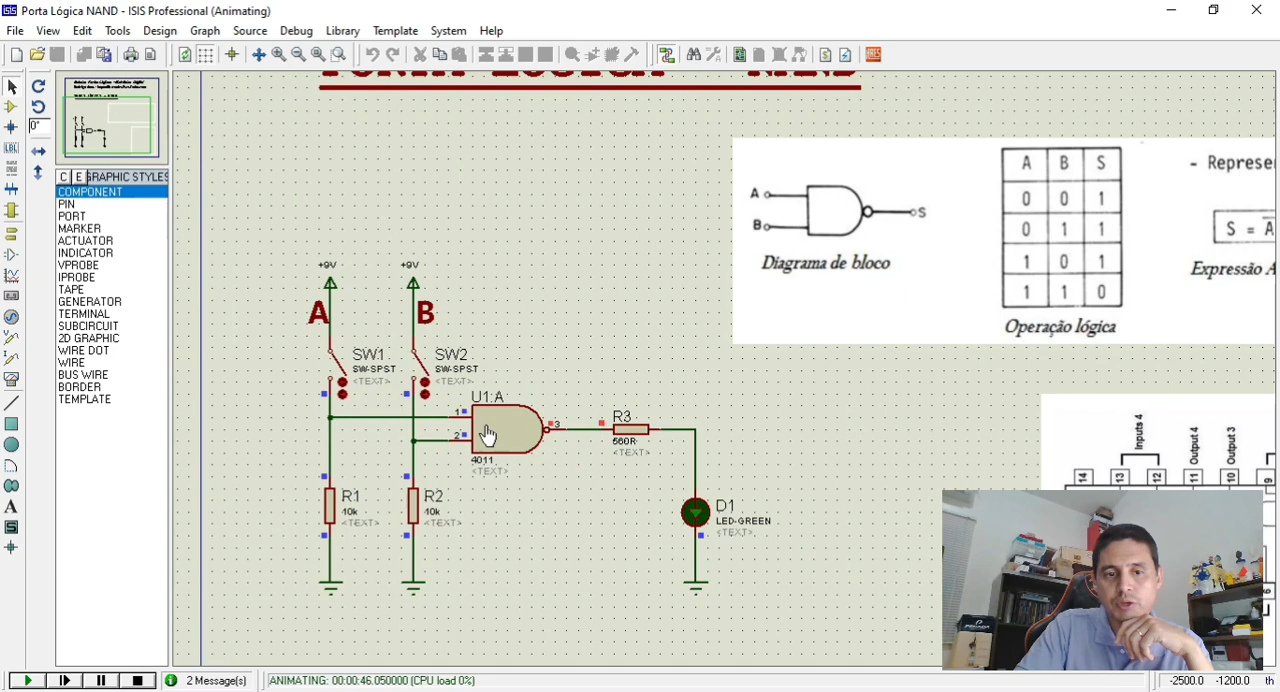 Porta Lógica NAND - ISIS Professional (Animating)
File View Edit Tools Design Graph Source Debug Library Template System Help
C E GRAPHIC STYLES
COMPONENT
PIN
PORT
MARKER
ACTUATOR
INDICATOR
VPROBE
IPROBE
TAPE
GENERATOR
TERMINAL
SUBCIRCUIT
2D GRAPHIC
WIRE DOT
WIRE
BUS WIRE
BORDER
TEMPLATE
0°
LBL
A
S
+9V +9V
A B
SW1 SW2
SW-SPST SW-SPST
<TEXT> <TEXT>
U1:A
1
2
3
4011
<TEXT>
R3
560R
<TEXT>
R1 R2
10k 10k
<TEXT> <TEXT>
D1
LED-GREEN
<TEXT>
A
B
S
Diagrama de bloco
A B S
0 0 1
0 1 1
1 0 1
1 1 0
Operação lógica
- Represen
S = A
Expressão A
Inputs 4
Output 4
Output 3
14 13 12 11 10 9
2 Message(s)
ANIMATING: 00:00:46.050000 (CPU load 0%)
-2500.0 -1200.0 th